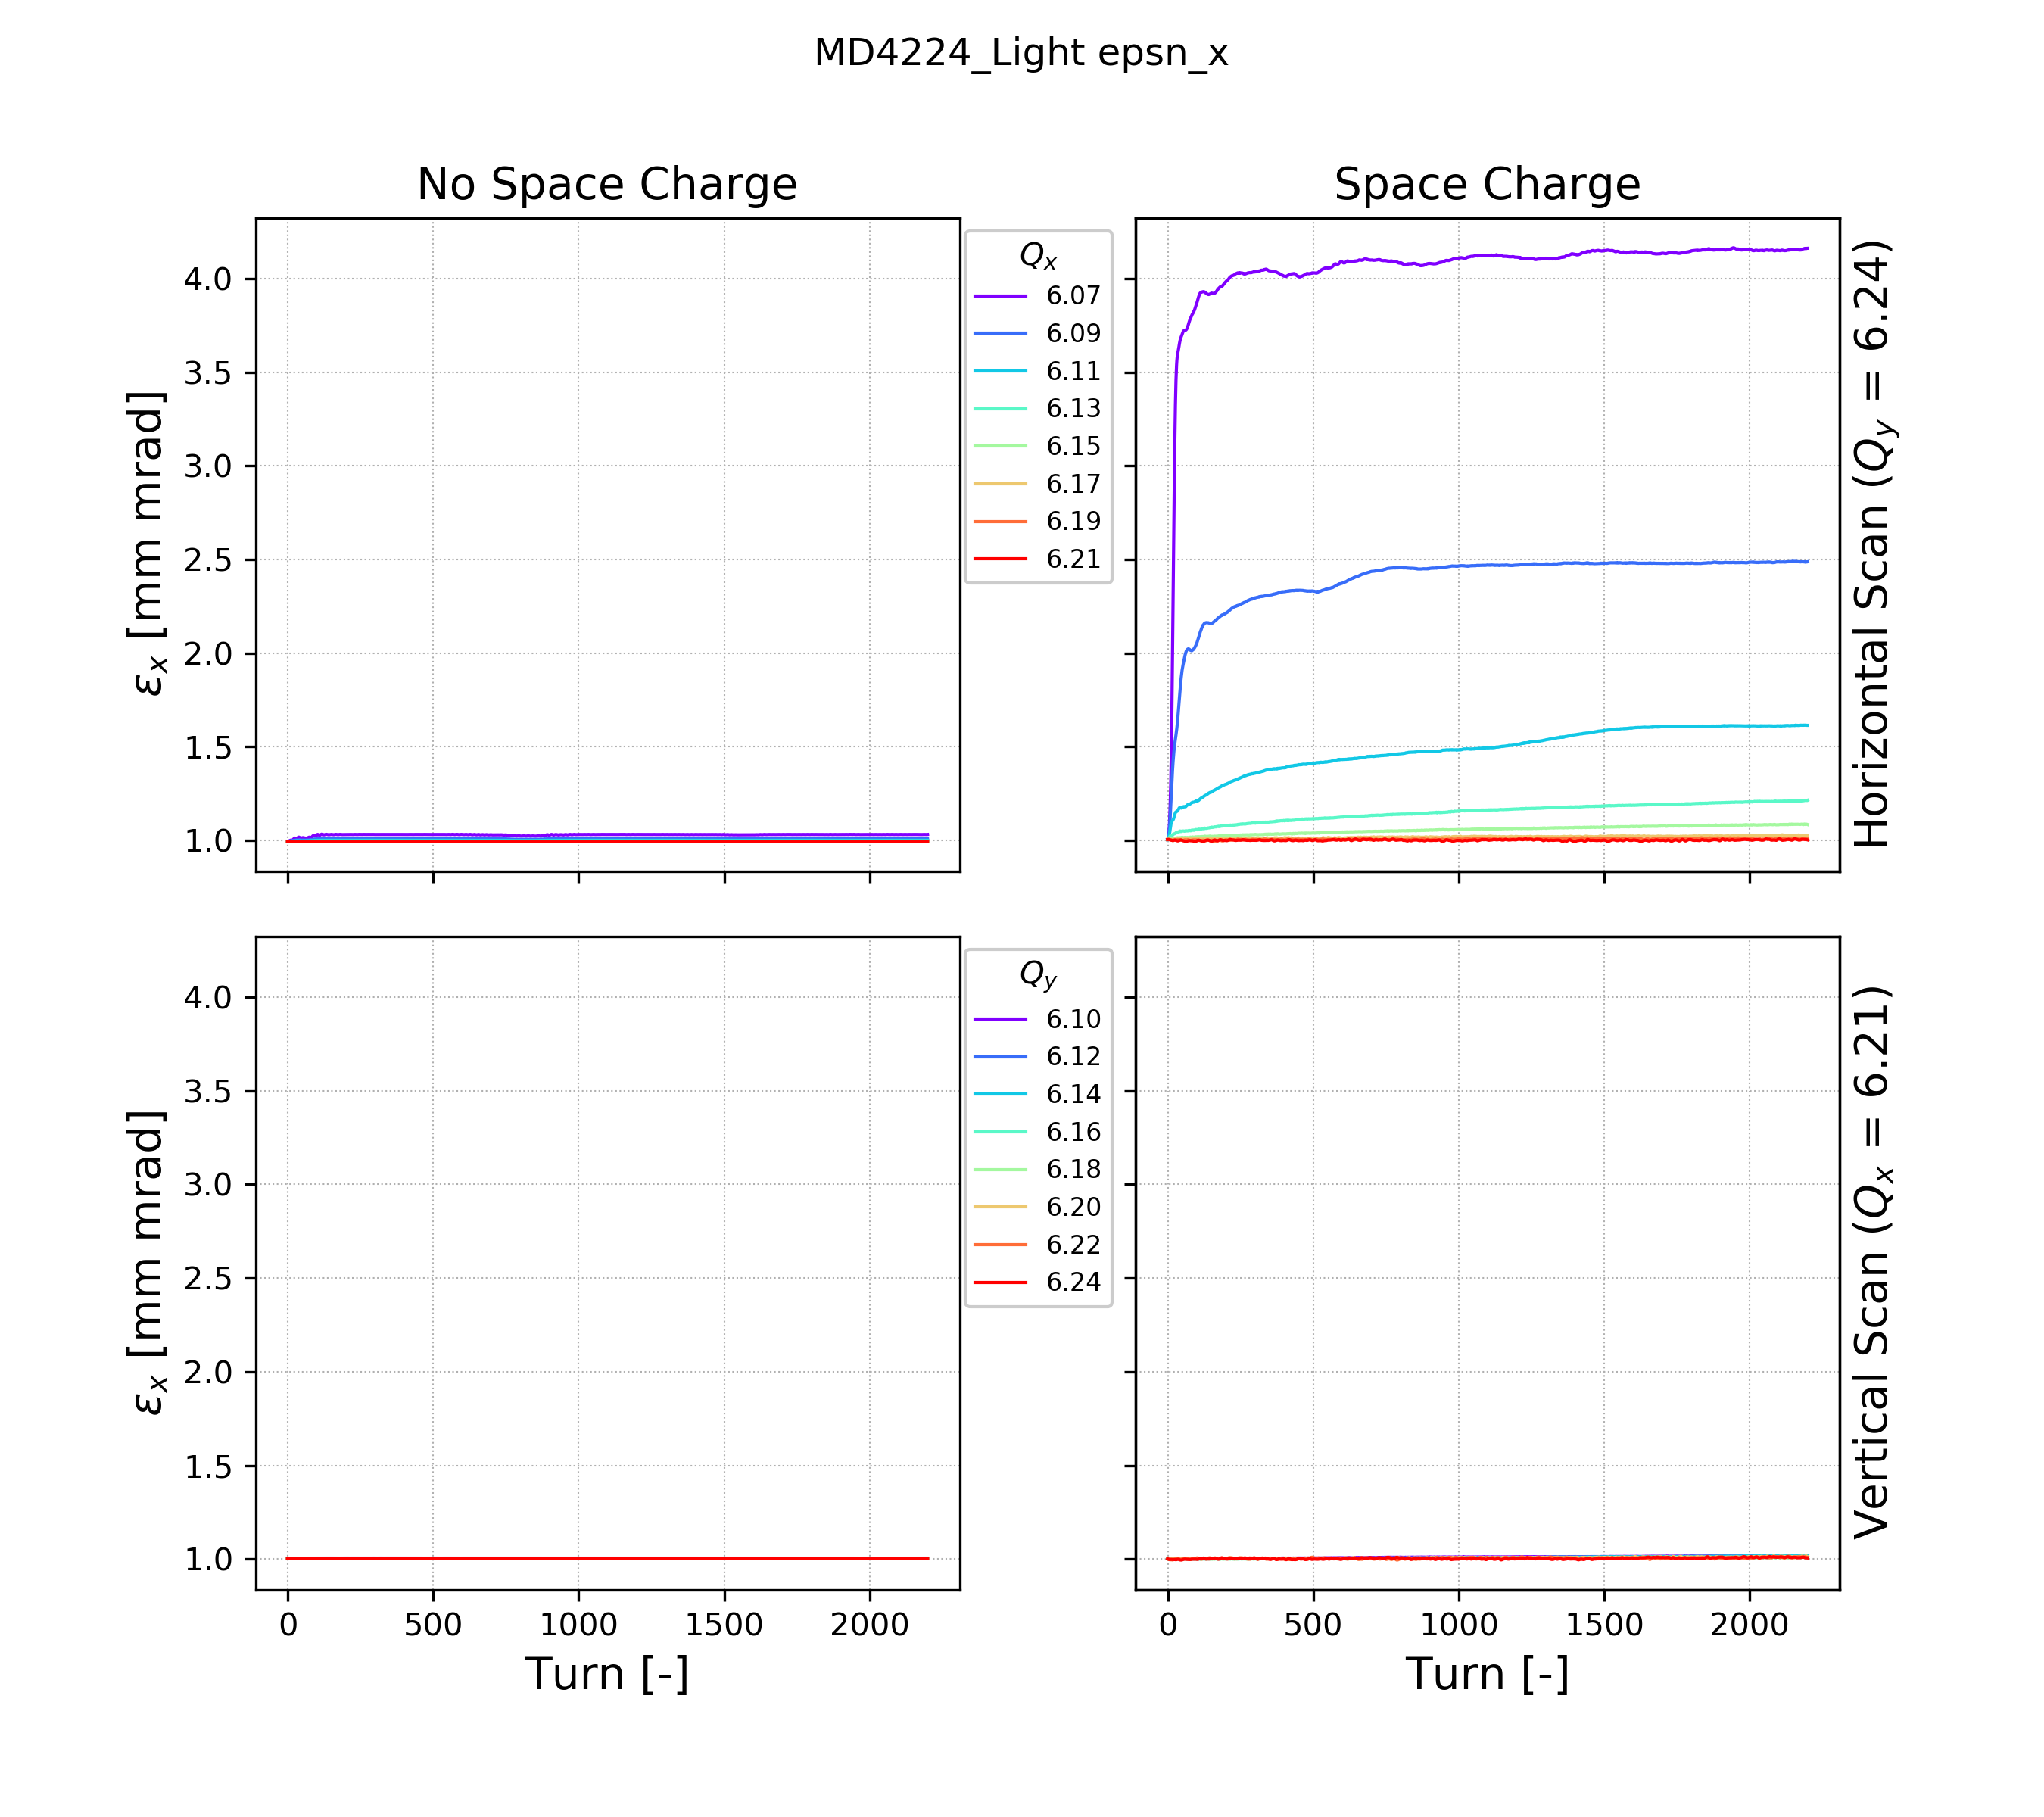 MD4224_Light epsn_x
No Space Charge
Space Charge
4.0
3.5
3.0
2.5
2.0
1.5
1.0
εx [mm mrad]
Qx
6.07
6.09
6.11
6.13
6.15
6.17
6.19
6.21
Horizontal Scan (Qy = 6.24)
4.0
3.5
3.0
2.5
2.0
1.5
1.0
εx [mm mrad]
Qy
6.10
6.12
6.14
6.16
6.18
6.20
6.22
6.24
Vertical Scan (Qx = 6.21)
0 500 1000 1500 2000
0 500 1000 1500 2000
Turn [-]
Turn [-]